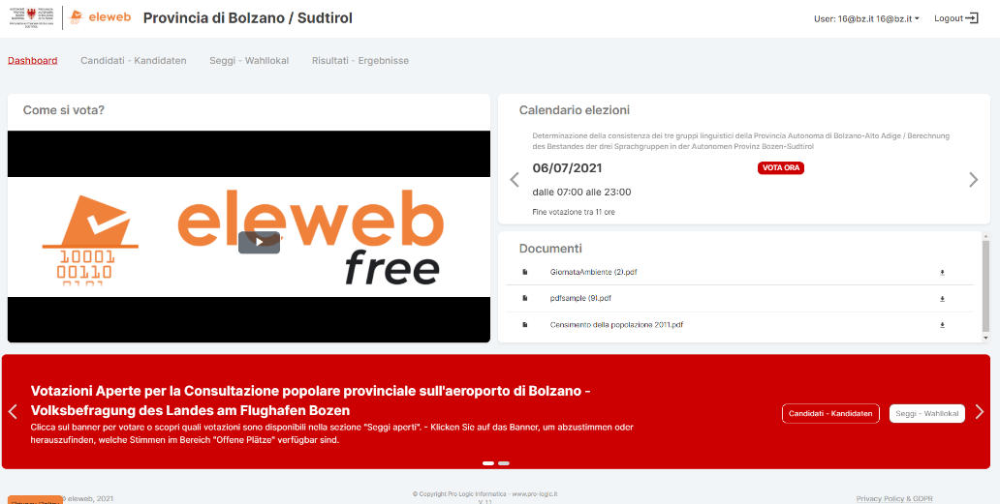 eleweb
Provincia di Bolzano / Sudtirol
User: 16@bz.it 16@bz.it
Logout
Dashboard
Candidati - Kandidaten
Seggi - Wahllokal
Risultati - Ergebnisse
Come si vota?
eleweb
free
10001
00110
Calendario elezioni
Determinazione della consistenza dei tre gruppi linguistici della Provincia Autonoma di Bolzano-Alto Adige / Berechnung
des Bestandes der drei Sprachgruppen in der Autonomen Provinz Bozen-Sudtirol
06/07/2021
VOTA ORA
dalle 07:00 alle 23:00
Fine votazione tra 11 ore
Documenti
GiornataAmbiente (2).pdf
pdfsample (9).pdf
Censimento della popolazione 2011.pdf
Votazioni Aperte per la Consultazione popolare provinciale sull'aeroporto di Bolzano -
Volksbefragung des Landes am Flughafen Bozen
Clicca sul banner per votare o scopri quali votazioni sono disponibili nella sezione "Seggi aperti". - Klicken Sie auf das Banner, um abzustimmen oder
herauszufinden, welche Stimmen im Bereich "Offene Plätze" verfügbar sind.
Candidati - Kandidaten
Seggi - Wahllokal
© eleweb, 2021
© Copyright Pro Logic Informatica - www.pro-logic.it
V. 1.1
Privacy Policy & GDPR